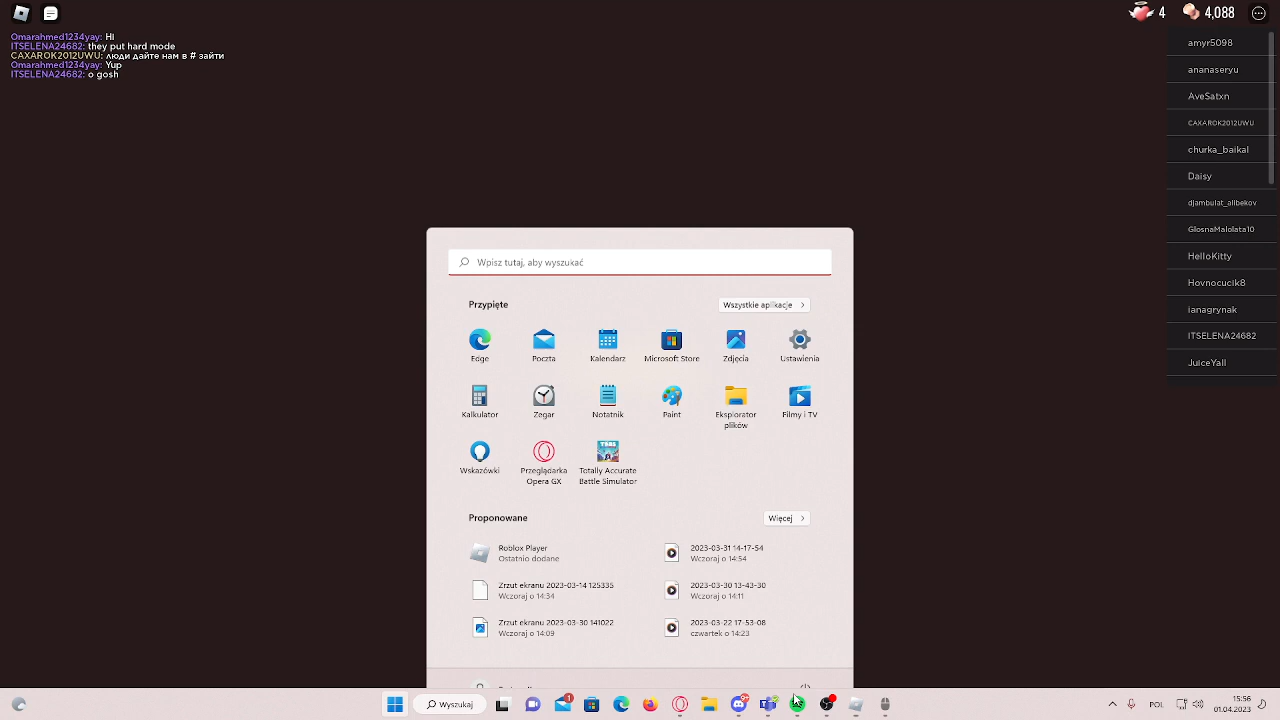 Omarahmed1234yay: Hi
ITSELENA24682: they put hard mode
CAXAROK2012UWU: люди дайте нам в # зайти
Omarahmed1234yay: Yup
ITSELENA24682: o gosh
4 4,088
amyr5098
ananaseryu
AveSatxn
CAXAROK2012UWU
churka_baikal
Daisy
djambulat_alibekov
GlosnaMalpata10
HelloKitty
Hovnocuclk8
ianagrynak
ITSELENA24682
JuiceYall
Wpisz tutaj, aby wyszukać
Przypięte
Wszystkie aplikacje
Edge
Poczta
Kalendarz
Microsoft Store
Zdjęcia
Ustawienia
Kalkulator
Zegar
Notatnik
Paint
Eksplorator plików
Filmy i TV
Wskazówki
Przeglądarka Opera GX
Totally Accurate Battle Simulator
Proponowane
Więcej
Roblox Player
Ostatnio dodane
2023-03-31 14-17-54
Wczoraj o 14:54
Zrzut ekranu 2023-03-14 125335
Wczoraj o 14:34
2023-03-30 13-43-30
Wczoraj o 14:11
Zrzut ekranu 2023-03-30 141022
Wczoraj o 14:09
2023-03-22 17-53-08
czwartek o 14:23
Wyszukaj
1
9+
POL
15:56
01.04.2023